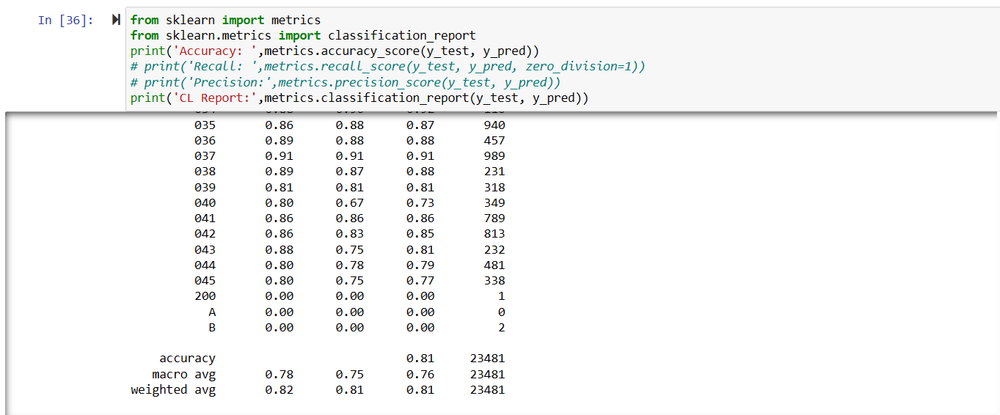 In [36]:
from sklearn import metrics
from sklearn.metrics import classification_report
print('Accuracy: ',metrics.accuracy_score(y_test, y_pred))
# print('Recall: ',metrics.recall_score(y_test, y_pred, zero_division=1))
# print('Precision:',metrics.precision_score(y_test, y_pred))
print('CL Report:',metrics.classification_report(y_test, y_pred))
035 0.86 0.88 0.87 940
036 0.89 0.88 0.88 457
037 0.91 0.91 0.91 989
038 0.89 0.87 0.88 231
039 0.81 0.81 0.81 318
040 0.80 0.67 0.73 349
041 0.86 0.86 0.86 789
042 0.86 0.83 0.85 813
043 0.88 0.75 0.81 232
044 0.80 0.78 0.79 481
045 0.80 0.75 0.77 338
200 0.00 0.00 0.00 1
A 0.00 0.00 0.00 0
B 0.00 0.00 0.00 2
accuracy 0.81 23481
macro avg 0.78 0.75 0.76 23481
weighted avg 0.82 0.81 0.81 23481